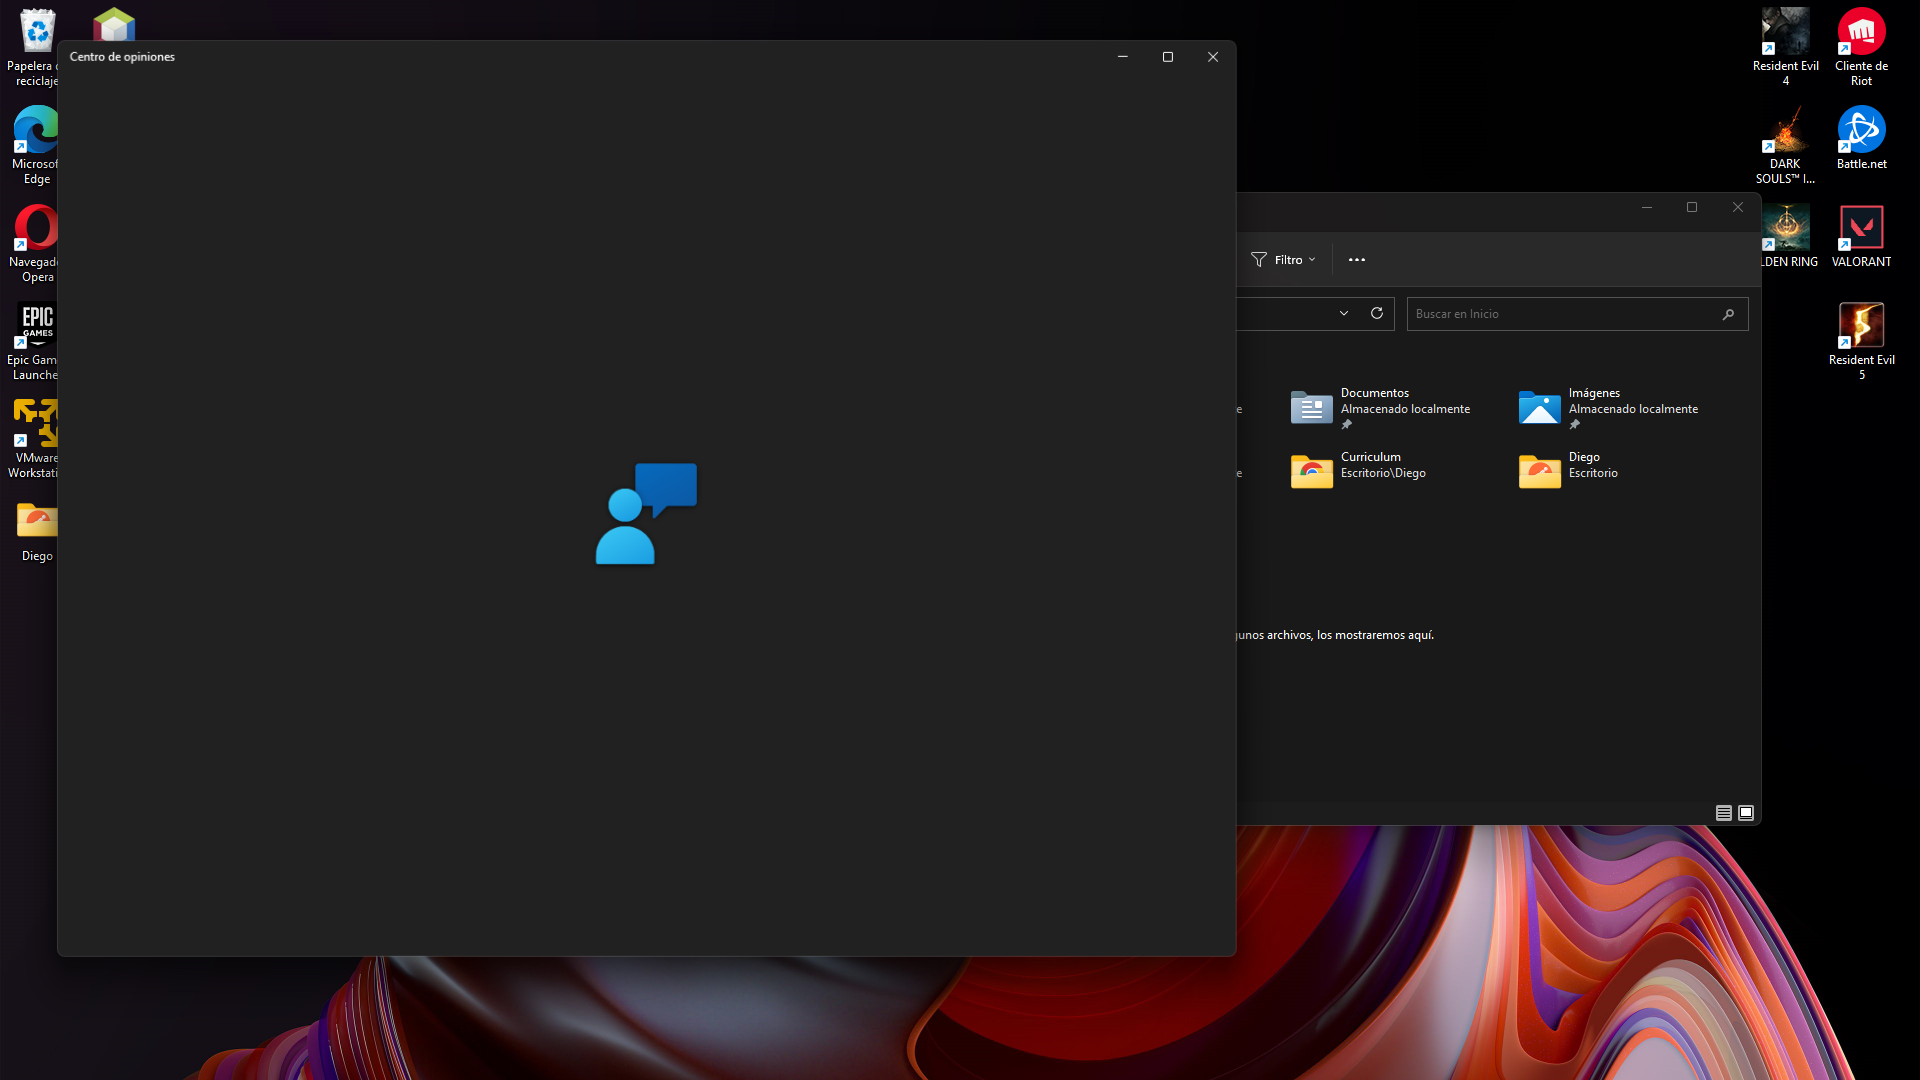 Papelera
reciclaje
Microsof
Edge
Navegad
Opera
EPIC
GAMES
Epic Gam
Launche
VMware
Workstati
Diego
Centro de opiniones
Filtro
Buscar en Inicio
e
Documentos
Almacenado localmente
Imágenes
Almacenado localmente
e
Curriculum
Escritorio\Diego
Diego
Escritorio
gunos archivos, los mostraremos aquí.
Resident Evil
4
Cliente de
Riot
DARK
SOULS™ I...
Battle.net
LDEN RING
VALORANT
Resident Evil
5